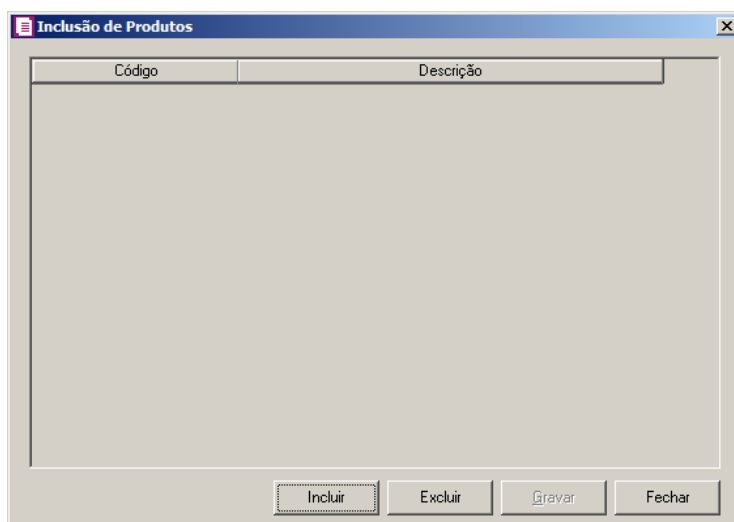 Inclusão de Produtos
Código Descrição
Incluir Excluir Gravar Fechar